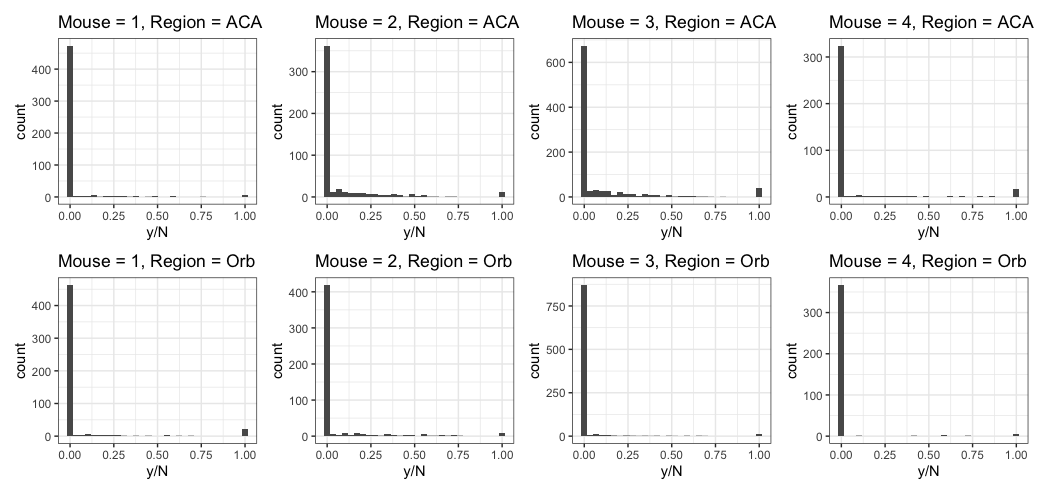 Mouse = 1, Region = ACA
count
400
300
200
100
0
0.00 0.25 0.50 0.75 1.00
y/N
Mouse = 2, Region = ACA
count
300
200
100
0
0.00 0.25 0.50 0.75 1.00
y/N
Mouse = 3, Region = ACA
count
600
400
200
0
0.00 0.25 0.50 0.75 1.00
y/N
Mouse = 4, Region = ACA
count
300
200
100
0
0.00 0.25 0.50 0.75 1.00
y/N
Mouse = 1, Region = Orb
count
400
300
200
100
0
0.00 0.25 0.50 0.75 1.00
y/N
Mouse = 2, Region = Orb
count
400
300
200
100
0
0.00 0.25 0.50 0.75 1.00
y/N
Mouse = 3, Region = Orb
count
750
500
250
0
0.00 0.25 0.50 0.75 1.00
y/N
Mouse = 4, Region = Orb
count
300
200
100
0
0.00 0.25 0.50 0.75 1.00
y/N